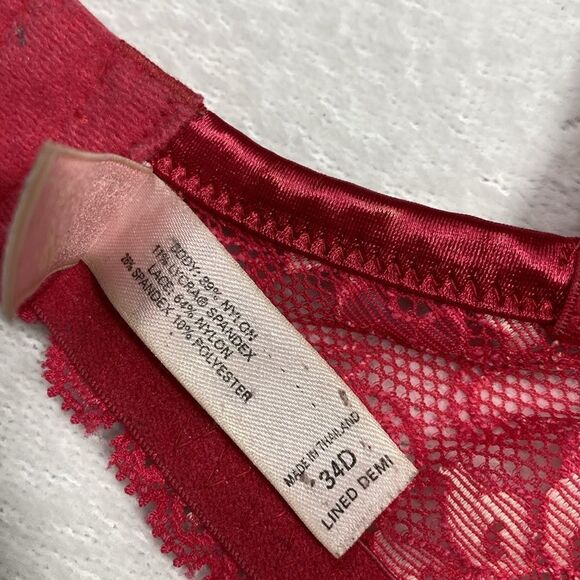 BODY: 89% NYLON
11% LYCRA® SPANDEX
LACE: 64% NYLON
26% SPANDEX 10% POLYESTER
MADE IN THAILAND
34D
LINED DEMI